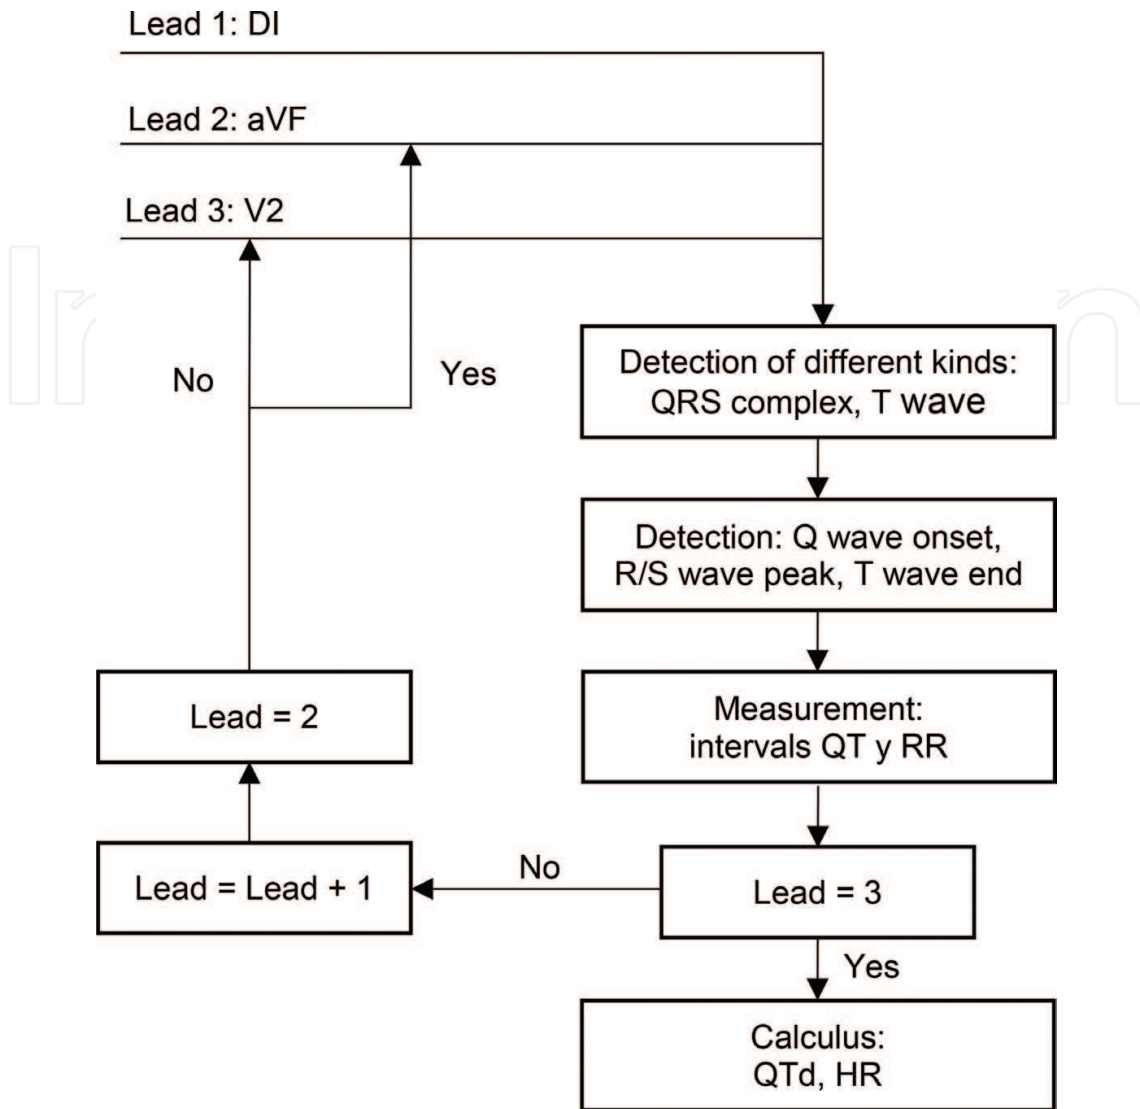 Lead 1: DI
Lead 2: aVF
Lead 3: V2
No
Yes
Detection of different kinds:
QRS complex, T wave
Detection: Q wave onset,
R/S wave peak, T wave end
Measurement:
intervals QT y RR
Lead = 2
Lead = Lead + 1
No
Lead = 3
Yes
Calculus:
QTd, HR